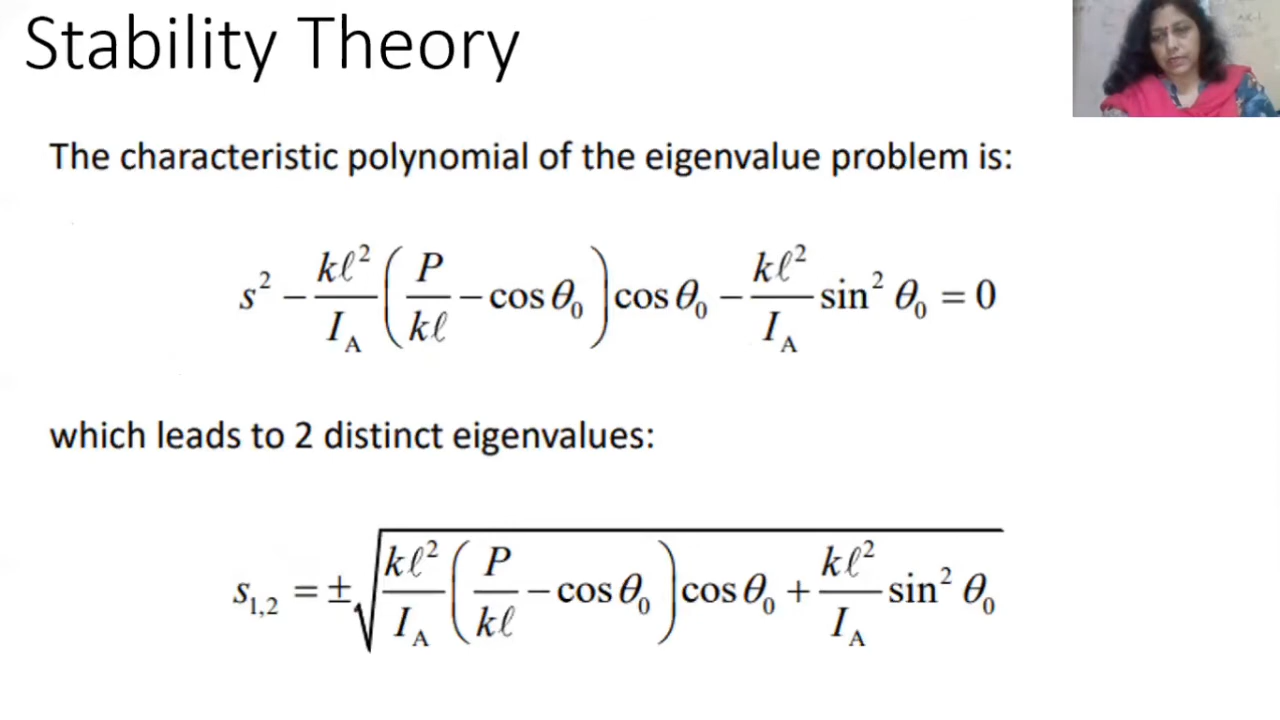 Stability Theory
The characteristic polynomial of the eigenvalue problem is:
s² − kℓ²/I_A (P/kℓ − cos θ₀) cos θ₀ − kℓ²/I_A sin² θ₀ = 0
which leads to 2 distinct eigenvalues:
s₁,₂ = ±√(kℓ²/I_A (P/kℓ − cos θ₀) cos θ₀ + kℓ²/I_A sin² θ₀)